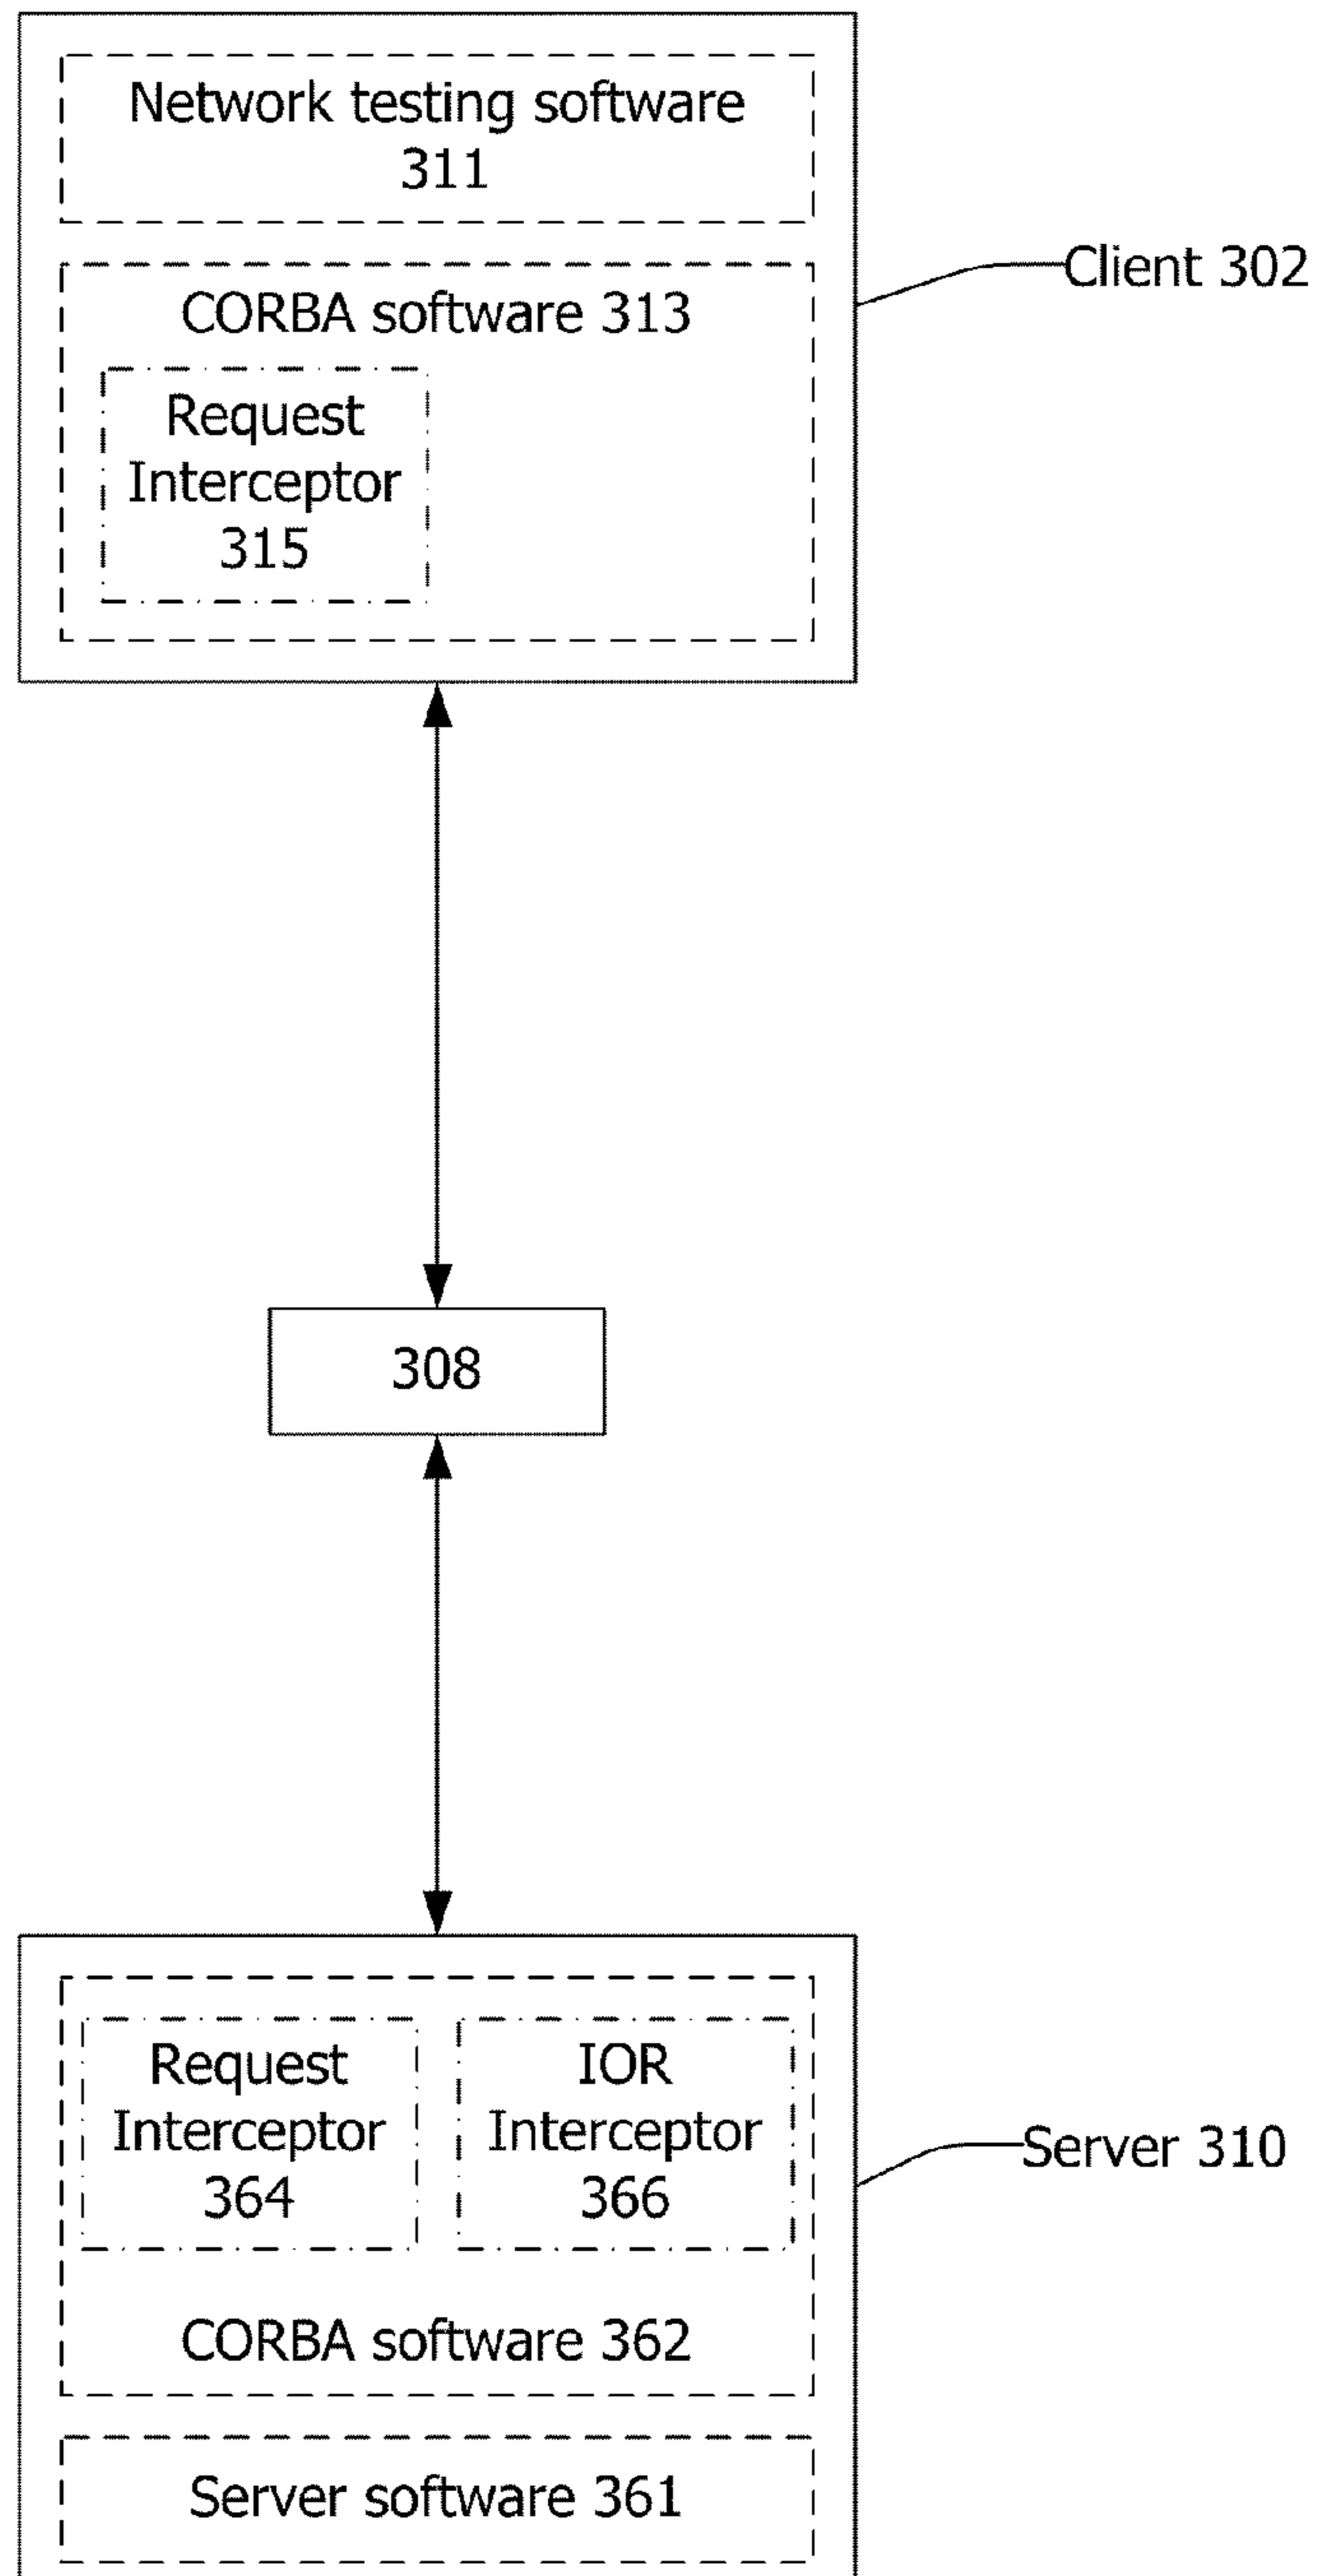 Network testing software
311
CORBA software 313
Request
Interceptor
315
Client 302
308
Request
Interceptor
364
IOR
Interceptor
366
CORBA software 362
Server software 361
Server 310